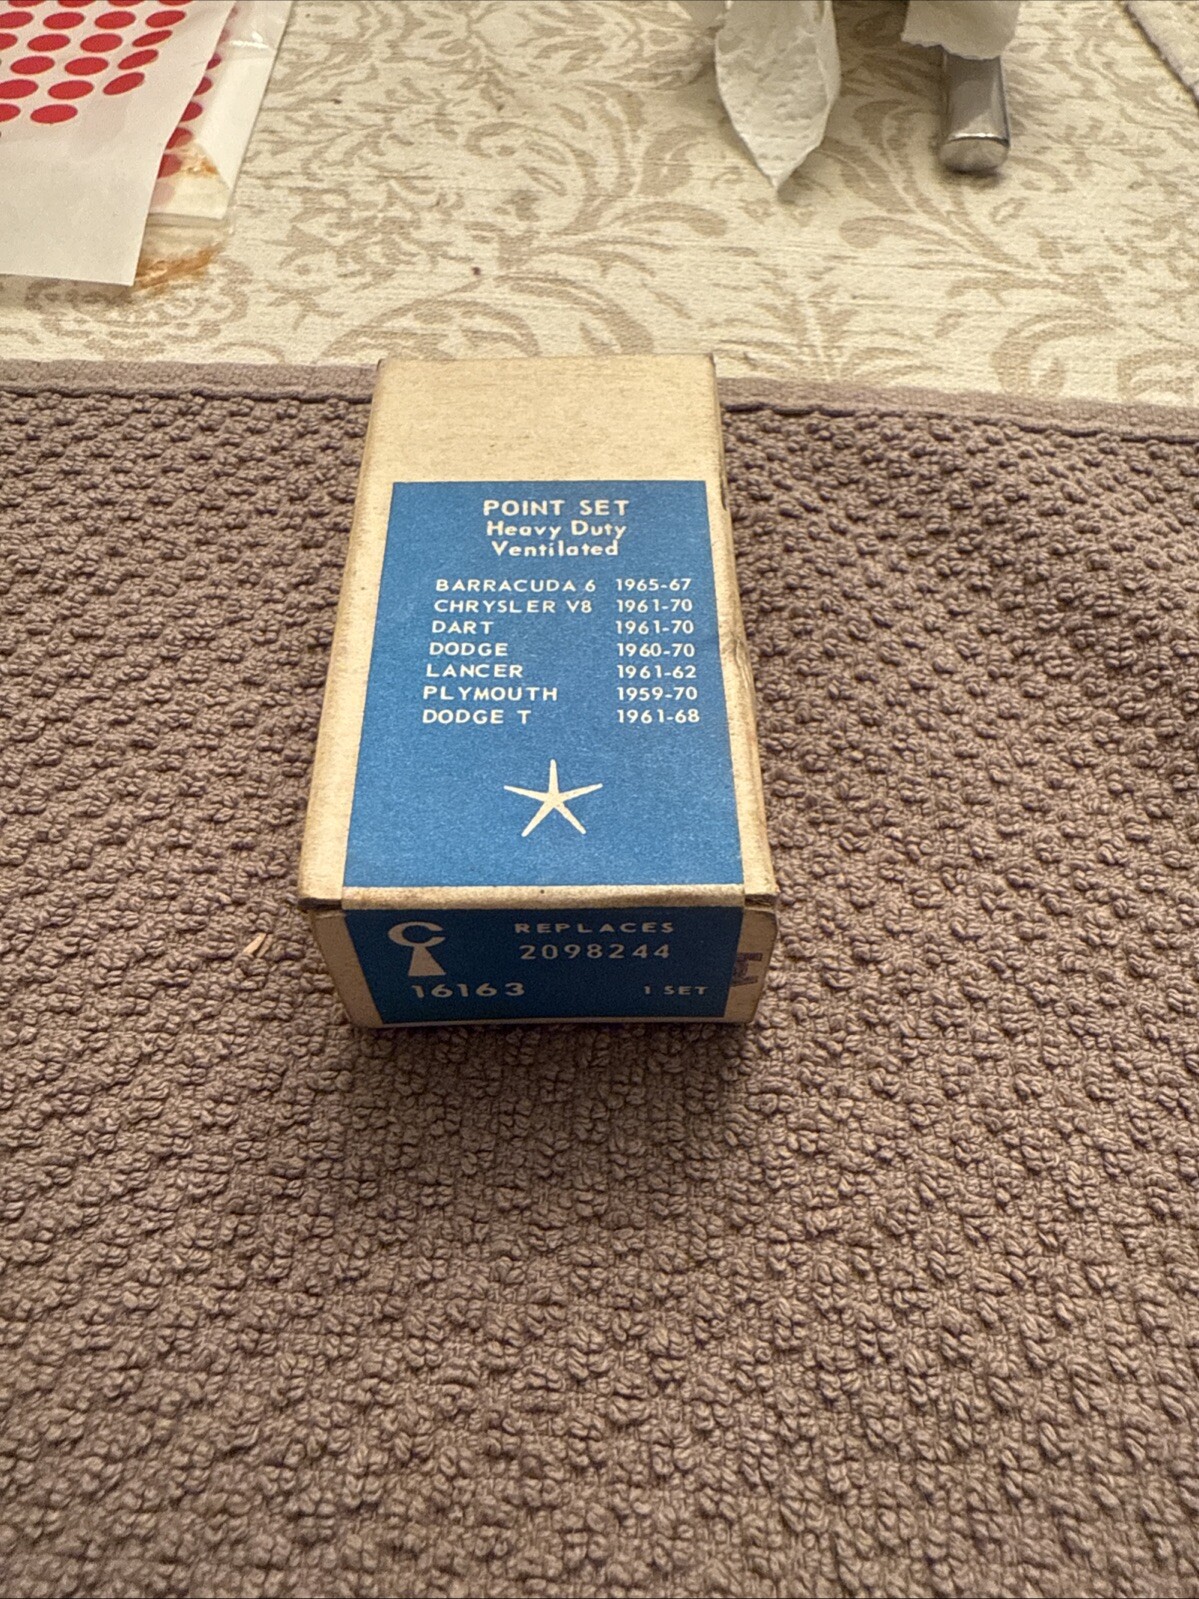 POINT SET
Heavy Duty
Ventilated
BARRACUDA 6 1965-67
CHRYSLER V8 1961-70
DART 1961-70
DODGE 1960-70
LANCER 1961-62
PLYMOUTH 1959-70
DODGE T 1961-68
REPLACES
2098244
16163 1 SET